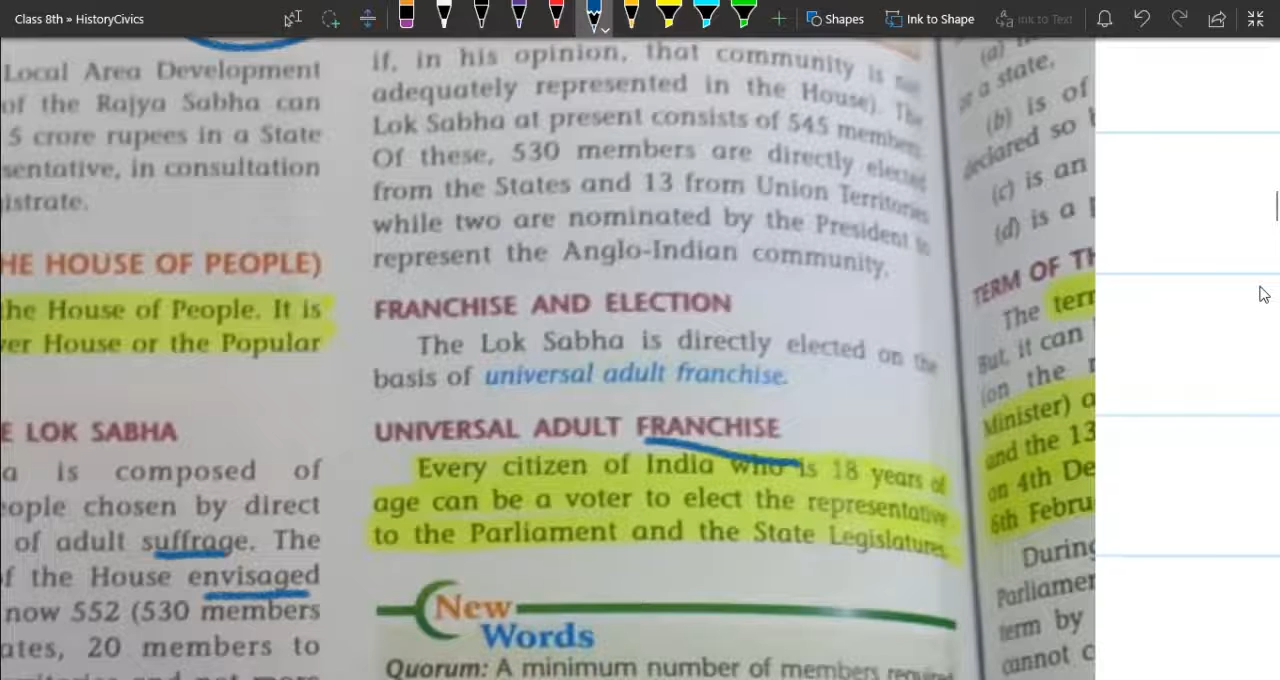 Class 8th » HistoryCivics
Shapes
Ink to Shape
Ink to Text
Local Area Development
of the Rajya Sabha can
5 crore rupees in a State
sentative, in consultation
istrate.
HE HOUSE OF PEOPLE)
the House of People. It is
er House or the Popular
E LOK SABHA
a is composed of
eople chosen by direct
of adult suffrage. The
f the House envisaged
now 552 (530 members
ates, 20 members to
if, in his opinion, that community is
adequately represented in the House). The
Lok Sabha at present consists of 545 members.
Of these, 530 members are directly elected
from the States and 13 from Union Territories
while two are nominated by the President to
represent the Anglo-Indian community.
FRANCHISE AND ELECTION
The Lok Sabha is directly elected on the
basis of universal adult franchise.
UNIVERSAL ADULT FRANCHISE
Every citizen of India who is 18 years of
age can be a voter to elect the representative
to the Parliament and the State Legislatures.
New
Words
Quorum: A minimum number of members required
(a)
a state,
(b) is of
declared so
(c) is an
(d) is a
TERM OF TH
The term
But, it can
(on the
Minister) a
and the 13
on 4th De
6th Febru
During
Parliamen
term by
cannot c